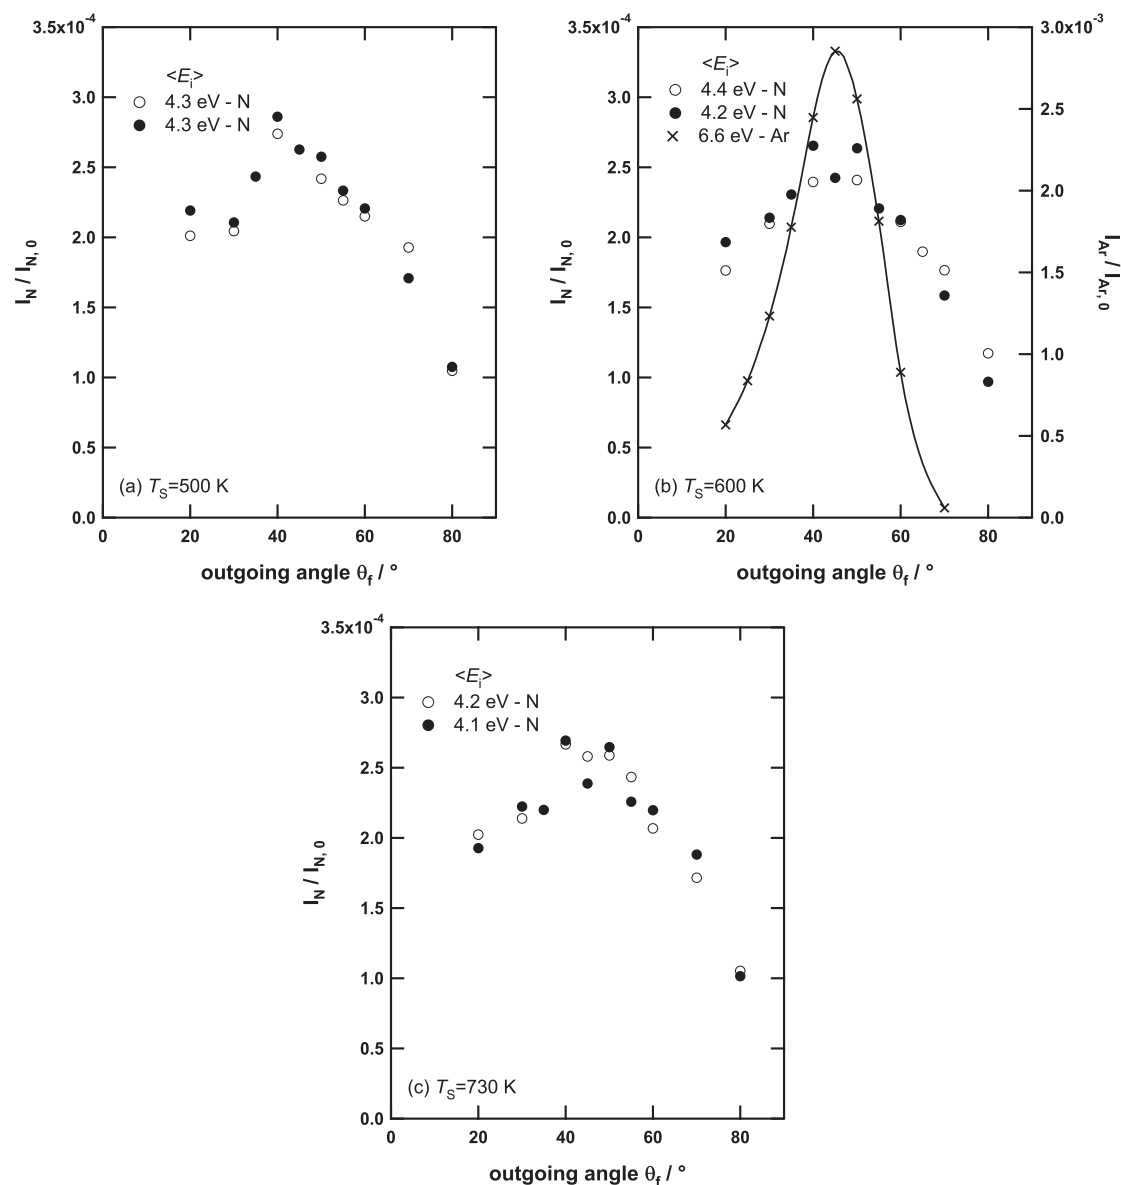 3.5x10⁻⁴
3.0
2.5
2.0
1.5
1.0
0.5
0.0
I_N / I_N, 0
<E_i>
○ 4.3 eV - N
● 4.3 eV - N
(a) T_S=500 K
0 20 40 60 80
outgoing angle θ_f / °
3.5x10⁻⁴
3.0
2.5
2.0
1.5
1.0
0.5
0.0
I_N / I_N, 0
<E_i>
○ 4.4 eV - N
● 4.2 eV - N
× 6.6 eV - Ar
(b) T_S=600 K
3.0x10⁻³
2.5
2.0
1.5
1.0
0.5
0.0
I_Ar / I_Ar, 0
0 20 40 60 80
outgoing angle θ_f / °
3.5x10⁻⁴
3.0
2.5
2.0
1.5
1.0
0.5
0.0
I_N / I_N, 0
<E_i>
○ 4.2 eV - N
● 4.1 eV - N
(c) T_S=730 K
0 20 40 60 80
outgoing angle θ_f / °